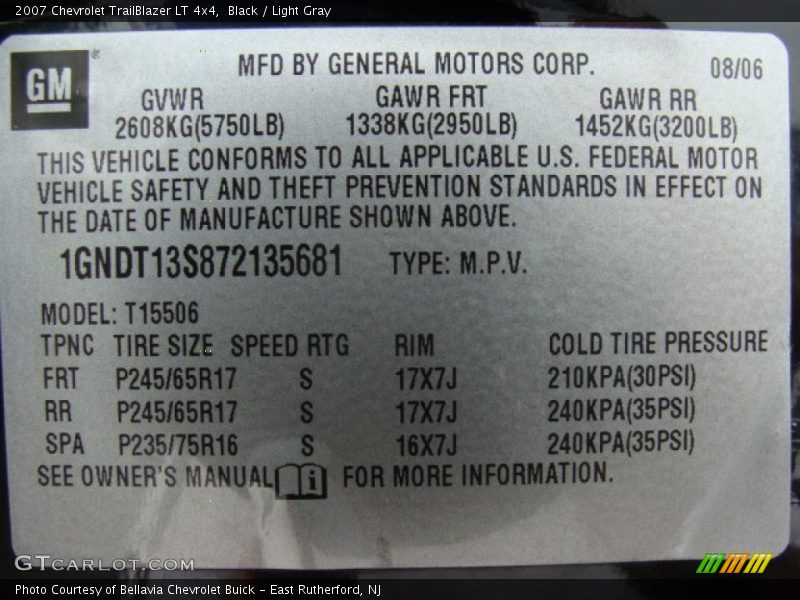 2007 Chevrolet TrailBlazer LT 4x4,  Black / Light Gray
GM
MFD BY GENERAL MOTORS CORP. 08/06
GVWR GAWR FRT GAWR RR
2608KG(5750LB) 1338KG(2950LB) 1452KG(3200LB)
THIS VEHICLE CONFORMS TO ALL APPLICABLE U.S. FEDERAL MOTOR
VEHICLE SAFETY AND THEFT PREVENTION STANDARDS IN EFFECT ON
THE DATE OF MANUFACTURE SHOWN ABOVE.
1GNDT13S872135681 TYPE: M.P.V.
MODEL: T15506
TPNC TIRE SIZE SPEED RTG RIM COLD TIRE PRESSURE
FRT P245/65R17 S 17X7J 210KPA(30PSI)
RR P245/65R17 S 17X7J 240KPA(35PSI)
SPA P235/75R16 S 16X7J 240KPA(35PSI)
SEE OWNER'S MANUAL i FOR MORE INFORMATION.
GTCARLOT.COM
Photo Courtesy of Bellavia Chevrolet Buick – East Rutherford, NJ